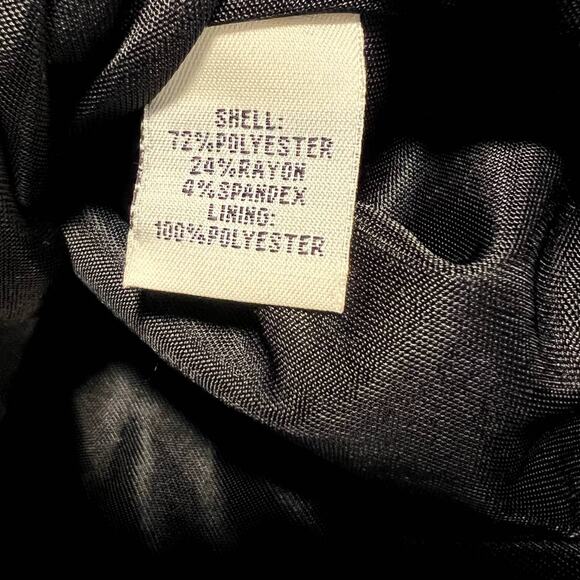 SHELL:
72%POLYESTER
24%RAYON
4%SPANDEX
LINING:
100%POLYESTER